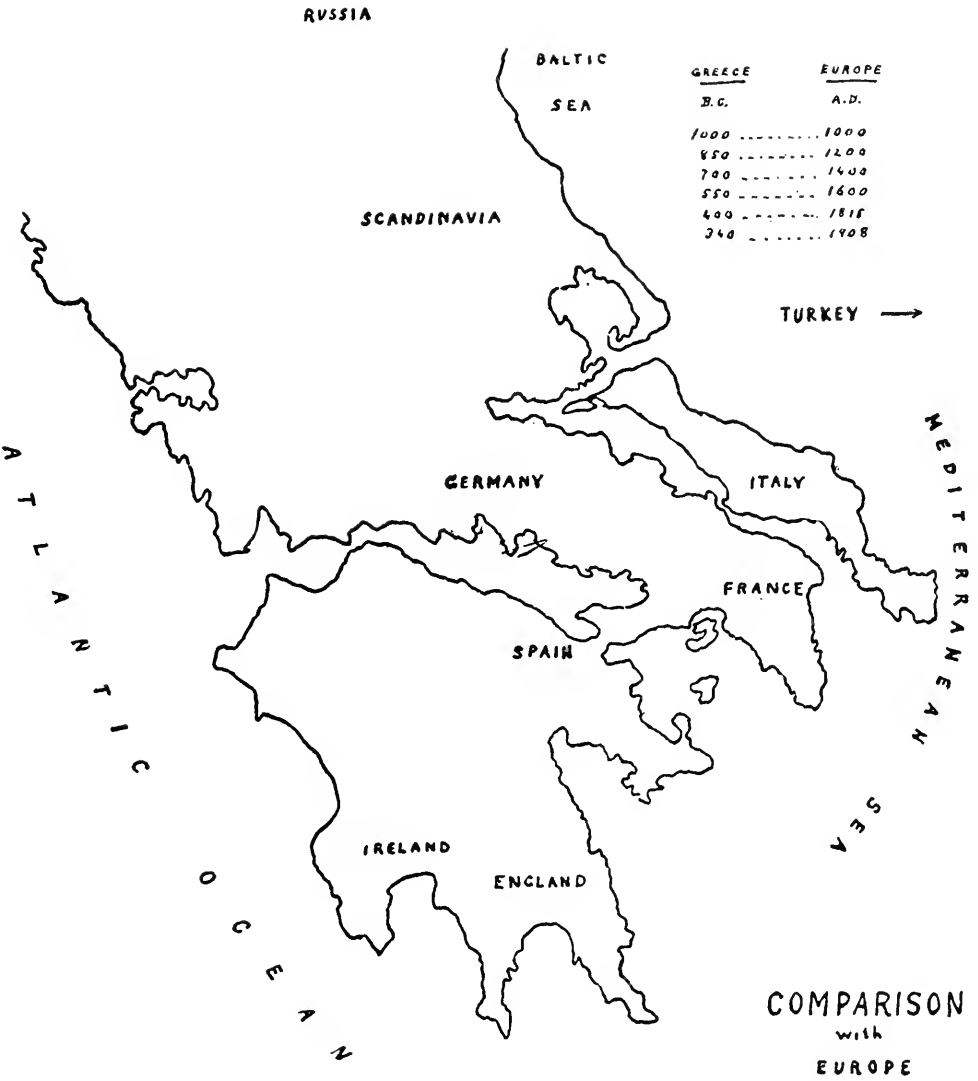 RUSSIA
BALTIC
SEA
GREECE EUROPE
B.C. A.D.
1000 ......... 1000
850 ......... 1200
700 ......... 1400
550 ......... 1600
400 ......... 1815
340 ......... 1908
SCANDINAVIA
TURKEY →
MEDITERRANEAN SEA
ATLANTIC OCEAN
GERMANY
ITALY
FRANCE
SPAIN
IRELAND
ENGLAND
COMPARISON
with
EUROPE